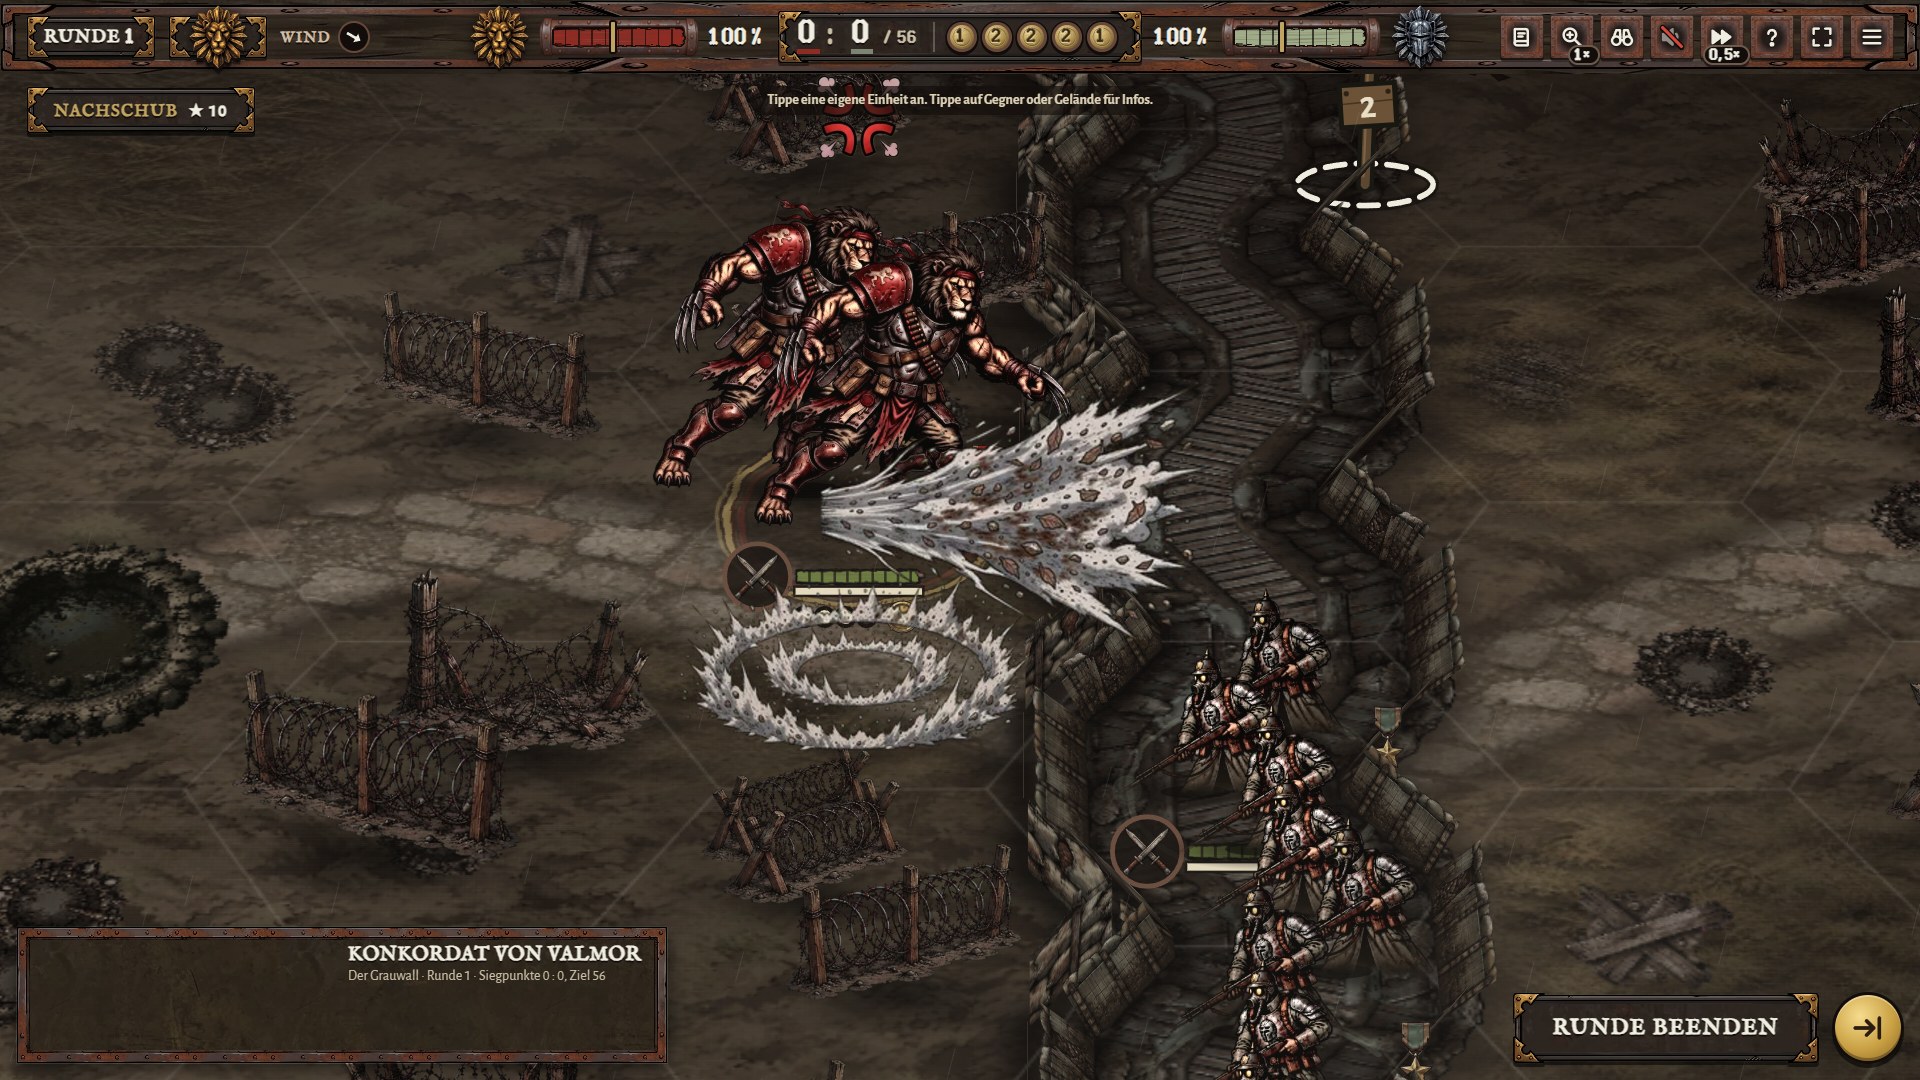 RUNDE 1
WIND
100%
0 : 0 / 56
1 2 2 2 1
100%
1×
0,5×
?
NACHSCHUB ★ 10
Tippe eine eigene Einheit an. Tippe auf Gegner oder Gelände für Infos.
2
KONKORDAT VON VALMOR
Der Grauwall · Runde 1 · Siegpunkte 0 : 0, Ziel 56
RUNDE BEENDEN